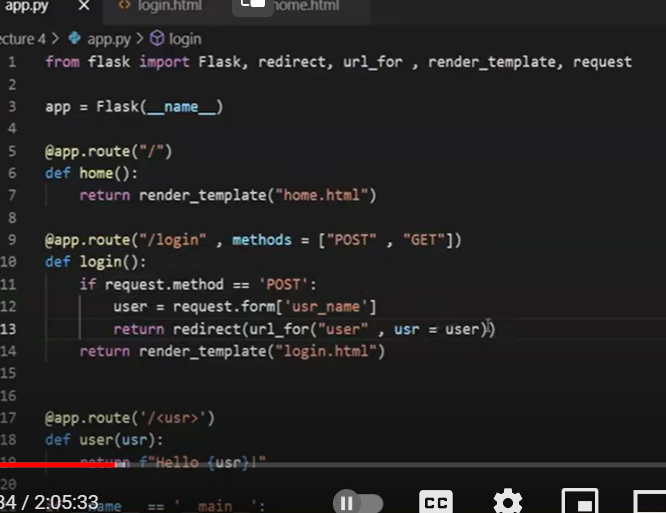 app.py × <> login.html home.html
ecture 4 > app.py > login
1 from flask import Flask, redirect, url_for , render_template, request
2
3 app = Flask(__name__)
4
5 @app.route("/")
6 def home():
7 return render_template("home.html")
8
9 @app.route("/login" , methods = ["POST" , "GET"])
10 def login():
11 if request.method == 'POST':
12 user = request.form['usr_name']
13 return redirect(url_for("user" , usr = user))
14 return render_template("login.html")
15
16
17 @app.route('/<usr>')
18 def user(usr):
19 return f"Hello {usr}!"
20
34 / 2:05:33 CC
name == ' main ':